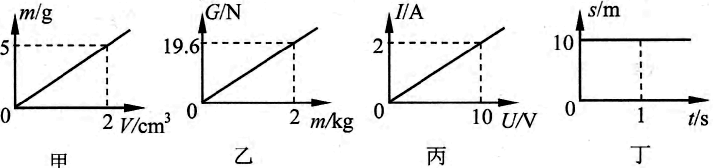 m/g
5
0
2
V/cm³
甲
G/N
19.6
0
2
m/kg
乙
I/A
2
0
10
U/V
丙
s/m
10
0
1
t/s
丁